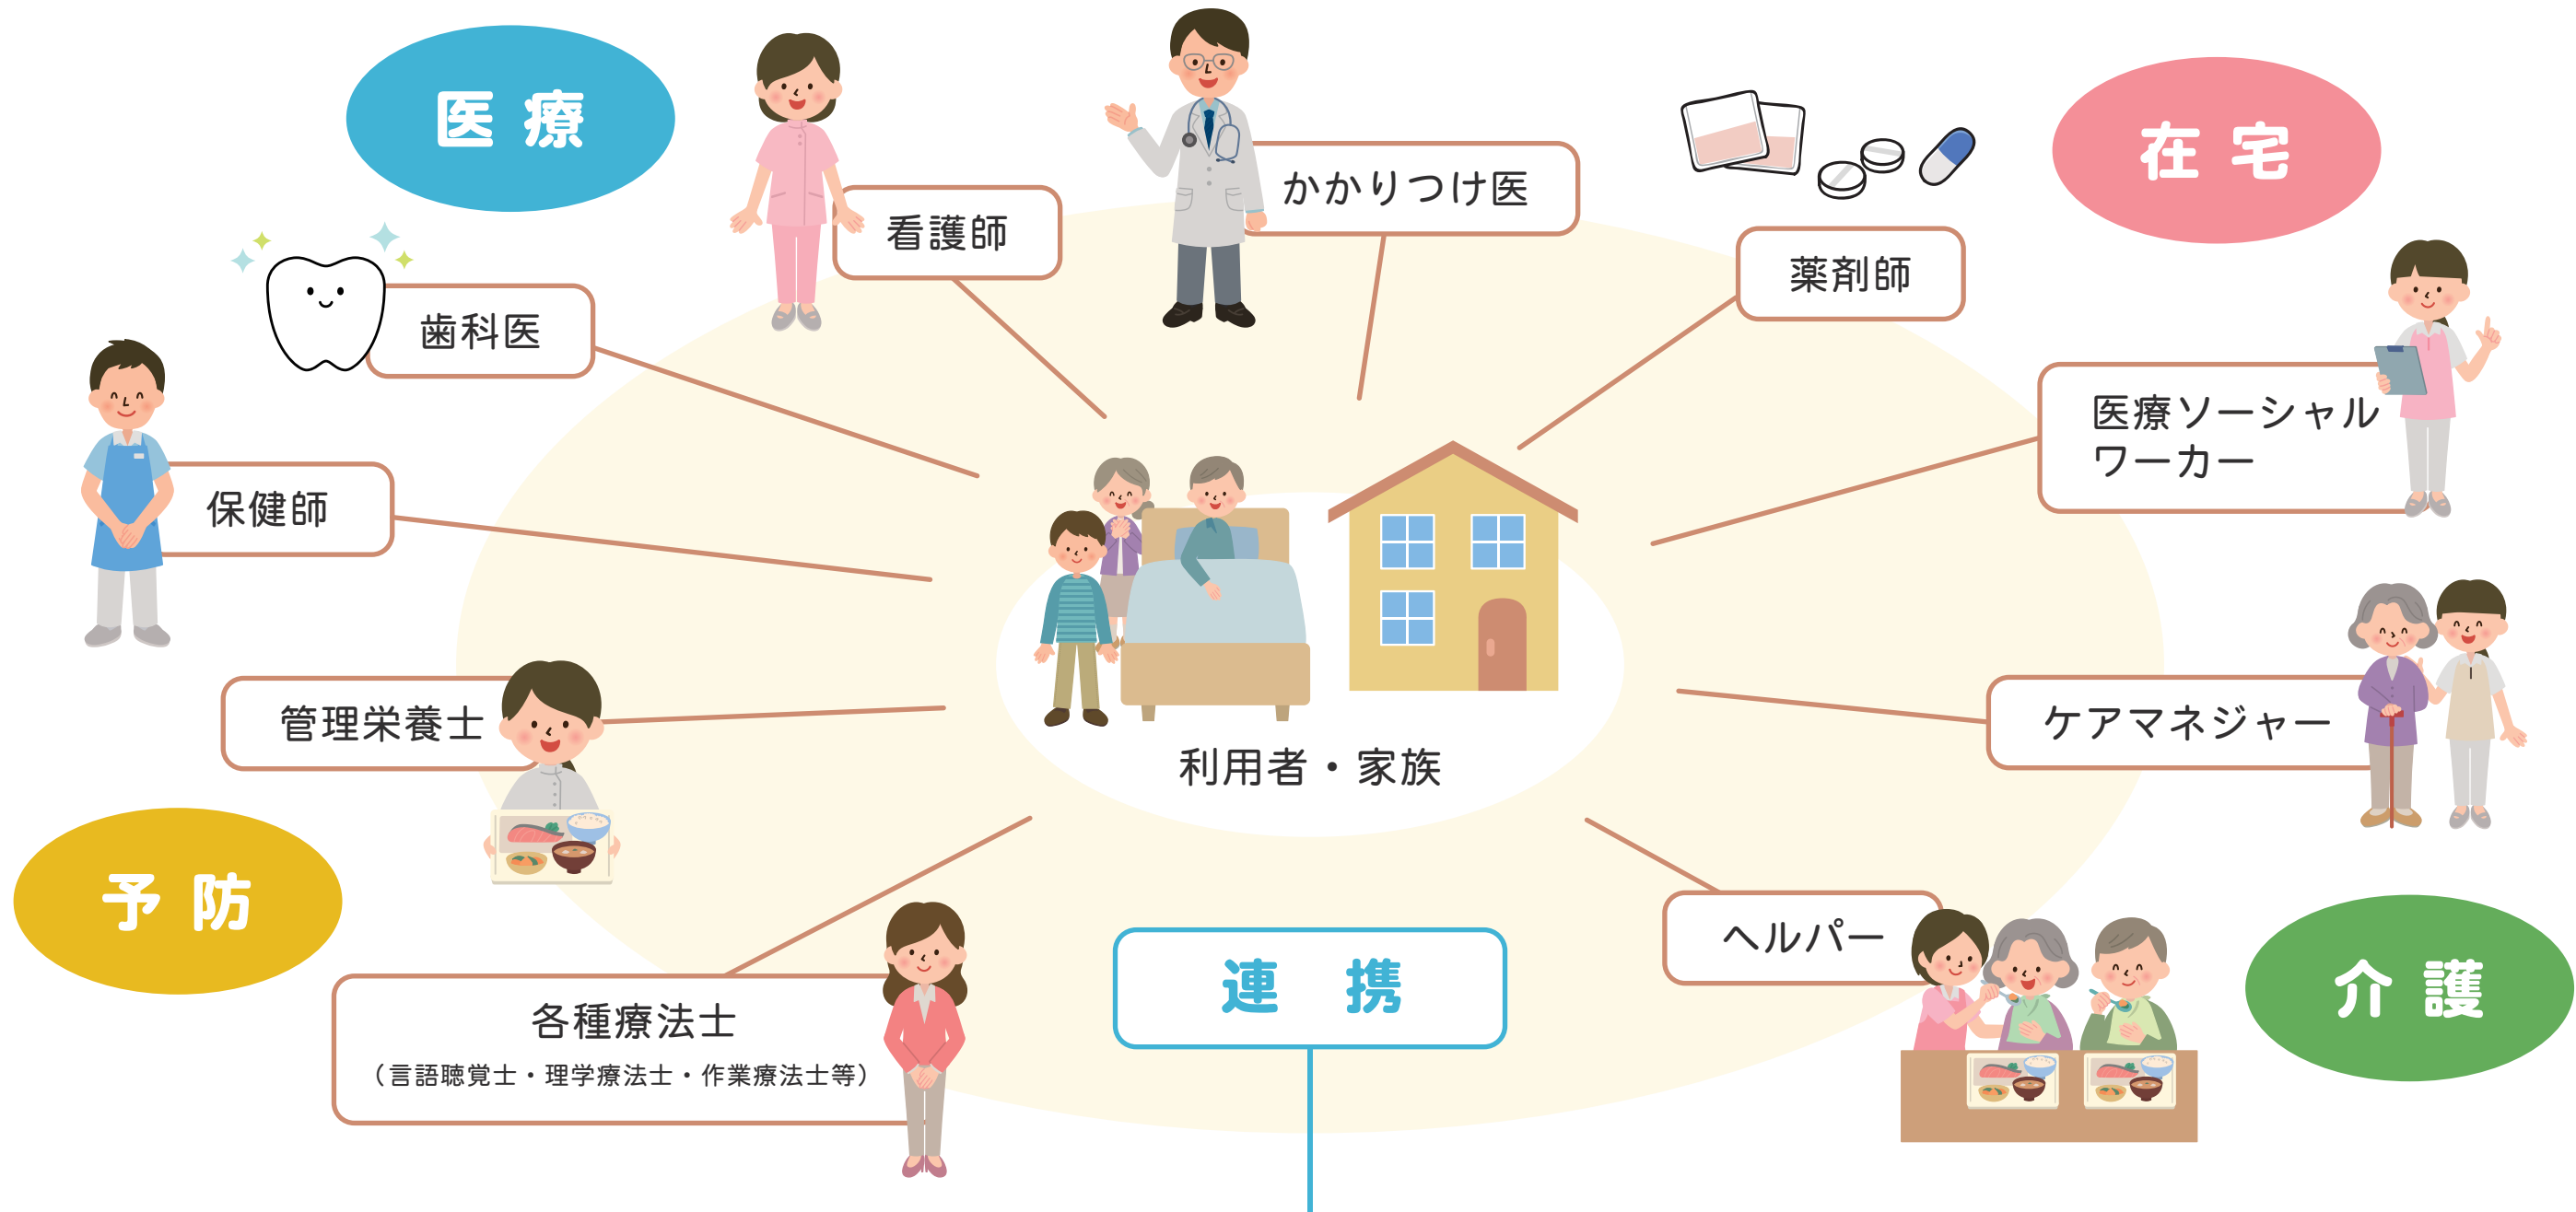 医療
在宅
かかりつけ医
看護師
薬剤師
歯科医
医療ソーシャル
ワーカー
保健師
管理栄養士
ケアマネジャー
利用者・家族
予防
ヘルパー
連携
介護
各種療法士
（言語聴覚士・理学療法士・作業療法士等）